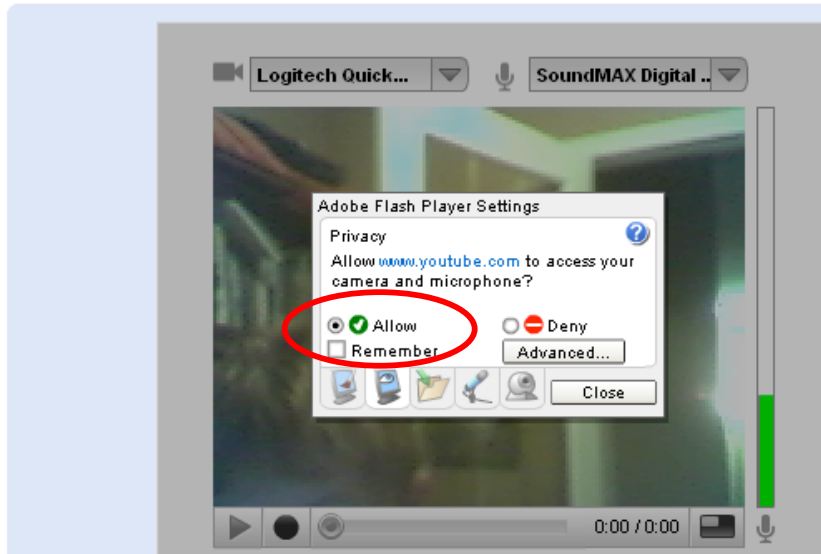 Logitech Quick... SoundMAX Digital ..
Adobe Flash Player Settings
Privacy
Allow www.youtube.com to access your
camera and microphone?
Allow Deny
Remember Advanced...
Close
0:00 / 0:00